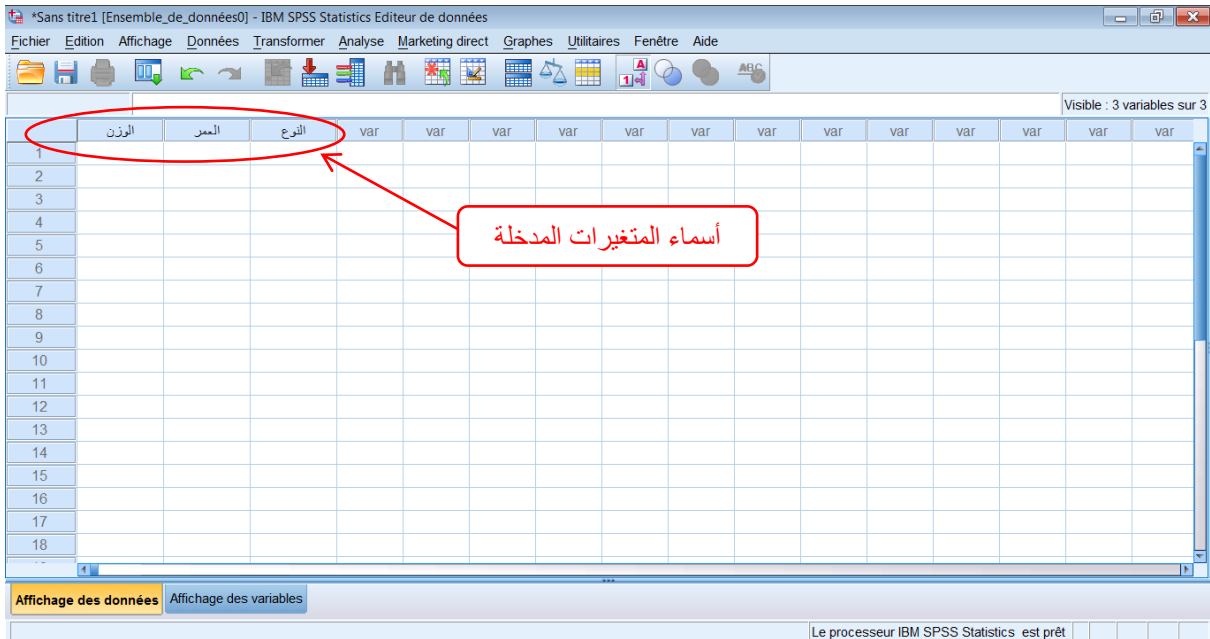 *Sans titre1 [Ensemble_de_données0] - IBM SPSS Statistics Editeur de données
Fichier Edition Affichage Données Transformer Analyse Marketing direct Graphes Utilitaires Fenêtre Aide
A
1
ABC
Visible : 3 variables sur 3
الوزن العمر النوع var var var var var var var var var var var var var
1
2
3
4
أسماء المتغيرات المدخلة
5
6
7
8
9
10
11
12
13
14
15
16
17
18
Affichage des données Affichage des variables
Le processeur IBM SPSS Statistics est prêt